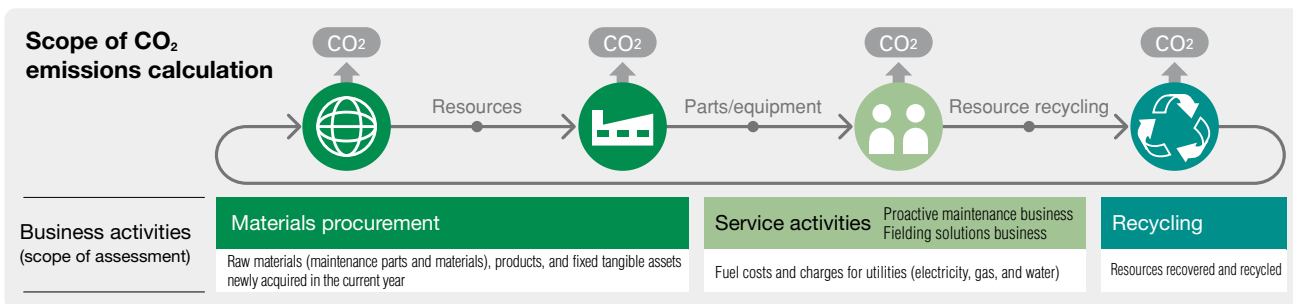 Scope of CO₂
emissions calculation
CO2
CO2
CO2
CO2
Resources
Parts/equipment
Resource recycling
Business activities
(scope of assessment)
Materials procurement
Raw materials (maintenance parts and materials), products, and fixed tangible assets
newly acquired in the current year
Service activities
Proactive maintenance business
Fielding solutions business
Fuel costs and charges for utilities (electricity, gas, and water)
Recycling
Resources recovered and recycled